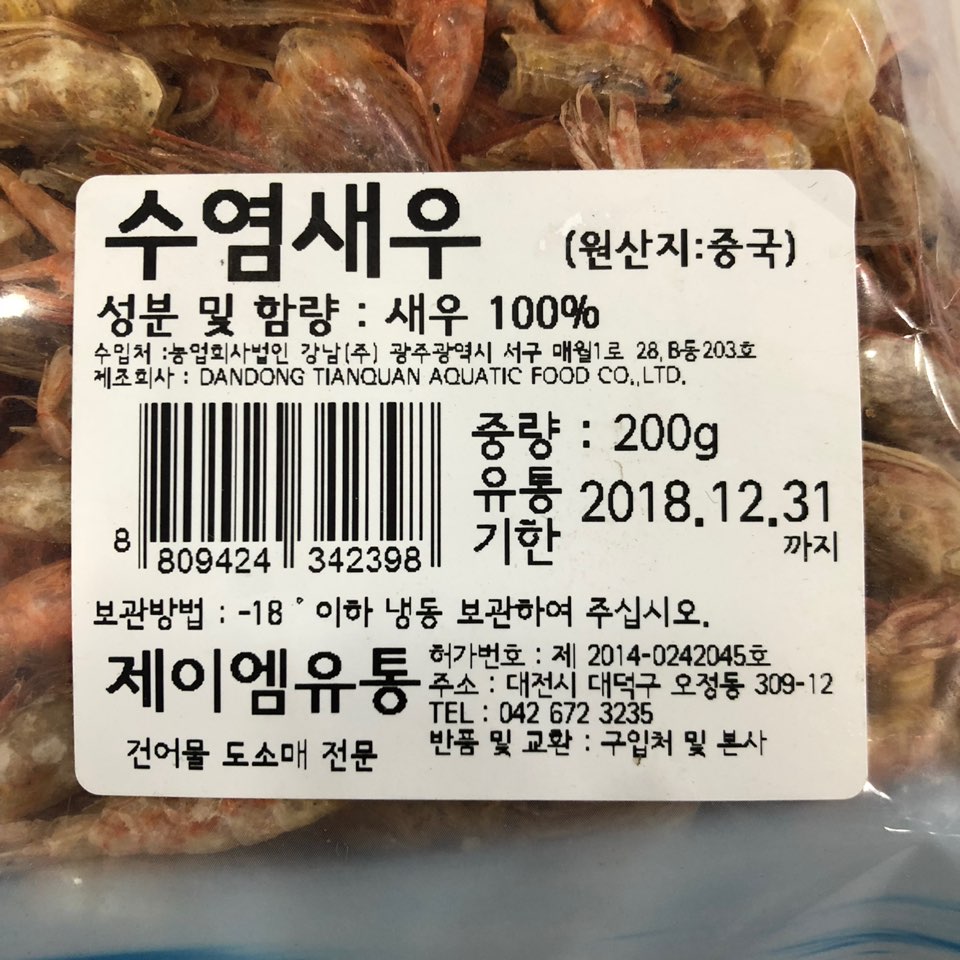 수염새우 (원산지:중국)
성분 및 함량 : 새우 100%
수입처 :농업회사법인 강남(주) 광주광역시 서구 매월1로 28,B동203호
제조회사 : DANDONG TIANQUAN AQUATIC FOOD CO.,LTD.
중량 : 200g
유통기한 2018.12.31 까지
8 809424 342398
보관방법 : -18˚이하 냉동 보관하여 주십시오.
제이엠유통
건어물 도소매 전문
허가번호 : 제 2014-0242045호
주소 : 대전시 대덕구 오정동 309-12
TEL : 042 672 3235
반품 및 교환 : 구입처 및 본사